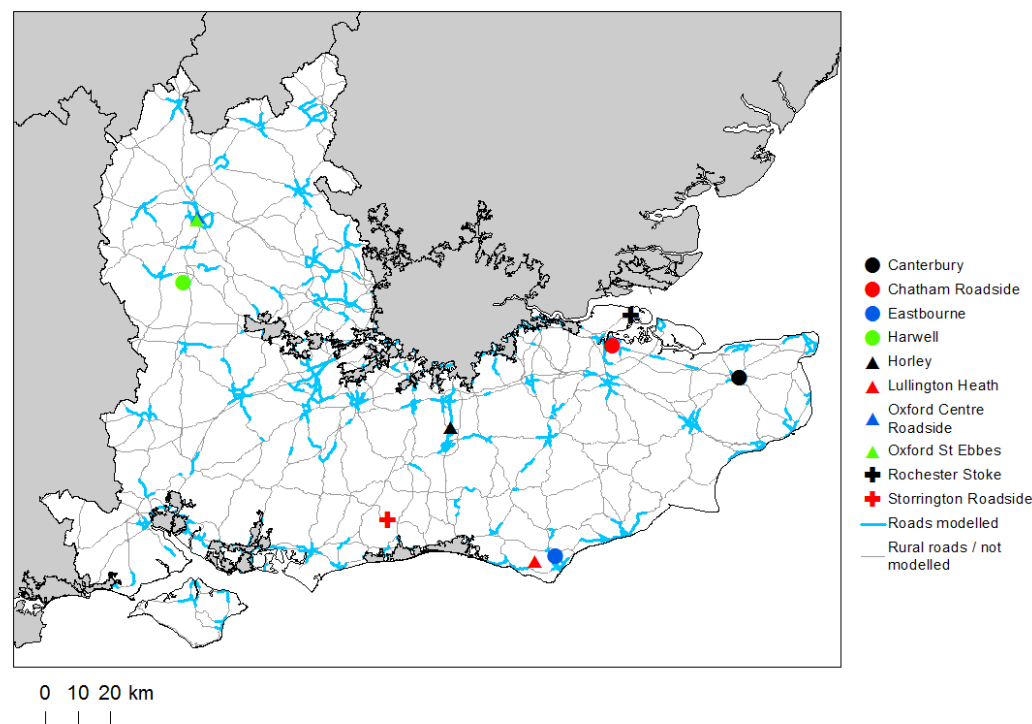 Canterbury
Chatham Roadside
Eastbourne
Harwell
Horley
Lullington Heath
Oxford Centre
Roadside
Oxford St Ebbes
Rochester Stoke
Storrington Roadside
Roads modelled
Rural roads / not
modelled
0 10 20 km